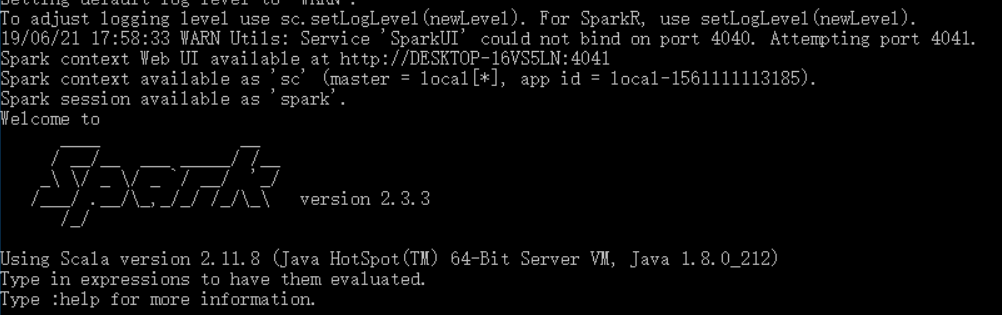 Setting default log level to "WARN".
To adjust logging level use sc.setLogLevel(newLevel). For SparkR, use setLogLevel(newLevel).
19/06/21 17:58:33 WARN Utils: Service 'SparkUI' could not bind on port 4040. Attempting port 4041.
Spark context Web UI available at http://DESKTOP-16VS5LN:4041
Spark context available as 'sc' (master = local[*], app id = local-1561111113185).
Spark session available as 'spark'.
Welcome to
Spark version 2.3.3
Using Scala version 2.11.8 (Java HotSpot(TM) 64-Bit Server VM, Java 1.8.0_212)
Type in expressions to have them evaluated.
Type :help for more information.